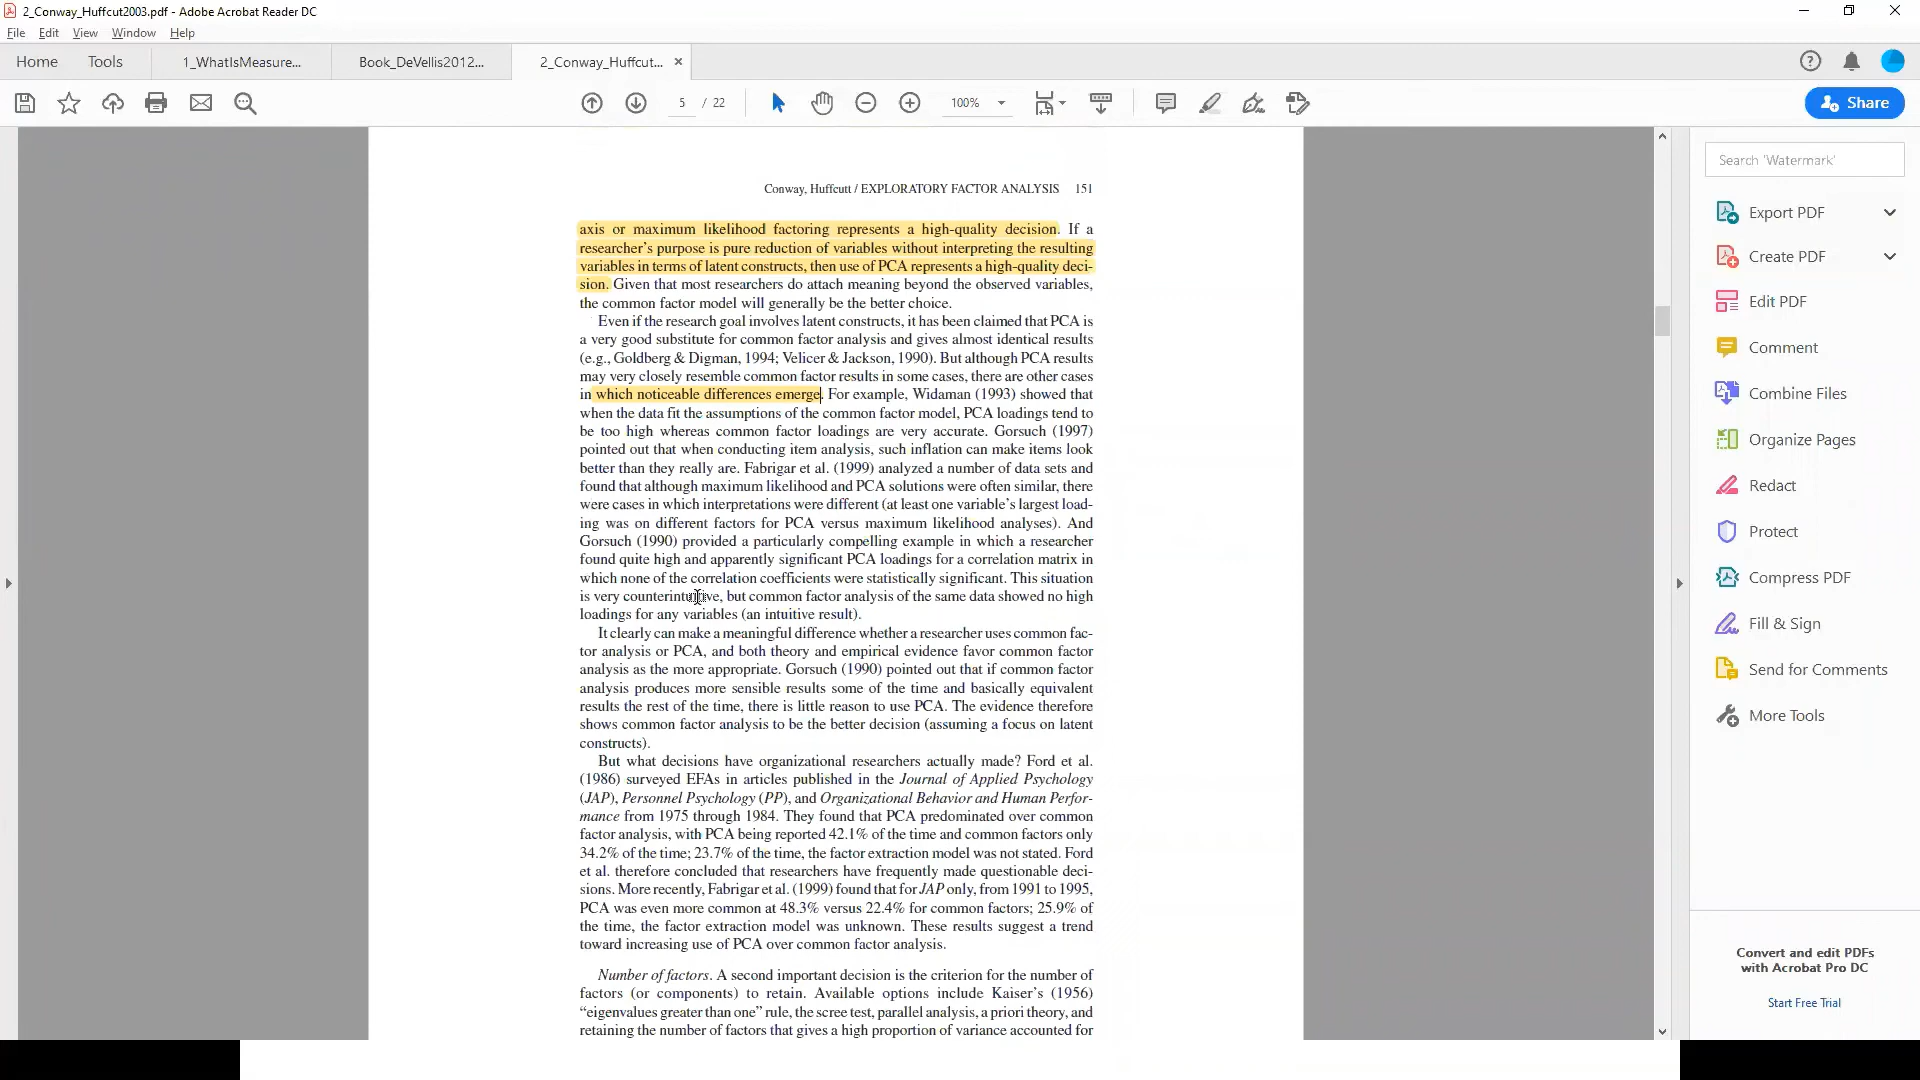 2_Conway_Huffcut2003.pdf - Adobe Acrobat Reader DC
File Edit View Window Help
Home Tools 1_WhatIsMeasure... Book_DeVellis2012... 2_Conway_Huffcut... ×
5 / 22 100% Share
Conway, Huffcutt / EXPLORATORY FACTOR ANALYSIS 151
axis or maximum likelihood factoring represents a high-quality decision. If a
researcher's purpose is pure reduction of variables without interpreting the resulting
variables in terms of latent constructs, then use of PCA represents a high-quality deci-
sion. Given that most researchers do attach meaning beyond the observed variables,
the common factor model will generally be the better choice.
Even if the research goal involves latent constructs, it has been claimed that PCA is
a very good substitute for common factor analysis and gives almost identical results
(e.g., Goldberg & Digman, 1994; Velicer & Jackson, 1990). But although PCA results
may very closely resemble common factor results in some cases, there are other cases
in which noticeable differences emerge. For example, Widaman (1993) showed that
when the data fit the assumptions of the common factor model, PCA loadings tend to
be too high whereas common factor loadings are very accurate. Gorsuch (1997)
pointed out that when conducting item analysis, such inflation can make items look
better than they really are. Fabrigar et al. (1999) analyzed a number of data sets and
found that although maximum likelihood and PCA solutions were often similar, there
were cases in which interpretations were different (at least one variable's largest load-
ing was on different factors for PCA versus maximum likelihood analyses). And
Gorsuch (1990) provided a particularly compelling example in which a researcher
found quite high and apparently significant PCA loadings for a correlation matrix in
which none of the correlation coefficients were statistically significant. This situation
is very counterintuitive, but common factor analysis of the same data showed no high
loadings for any variables (an intuitive result).
It clearly can make a meaningful difference whether a researcher uses common fac-
tor analysis or PCA, and both theory and empirical evidence favor common factor
analysis as the more appropriate. Gorsuch (1990) pointed out that if common factor
analysis produces more sensible results some of the time and basically equivalent
results the rest of the time, there is little reason to use PCA. The evidence therefore
shows common factor analysis to be the better decision (assuming a focus on latent
constructs).
But what decisions have organizational researchers actually made? Ford et al.
(1986) surveyed EFAs in articles published in the Journal of Applied Psychology
(JAP), Personnel Psychology (PP), and Organizational Behavior and Human Perfor-
mance from 1975 through 1984. They found that PCA predominated over common
factor analysis, with PCA being reported 42.1% of the time and common factors only
34.2% of the time; 23.7% of the time, the factor extraction model was not stated. Ford
et al. therefore concluded that researchers have frequently made questionable deci-
sions. More recently, Fabrigar et al. (1999) found that for JAP only, from 1991 to 1995,
PCA was even more common at 48.3% versus 22.4% for common factors; 25.9% of
the time, the factor extraction model was unknown. These results suggest a trend
toward increasing use of PCA over common factor analysis.
Number of factors. A second important decision is the criterion for the number of
factors (or components) to retain. Available options include Kaiser's (1956)
“eigenvalues greater than one” rule, the scree test, parallel analysis, a priori theory, and
retaining the number of factors that gives a high proportion of variance accounted for
Search 'Watermark'
Export PDF
Create PDF
Edit PDF
Comment
Combine Files
Organize Pages
Redact
Protect
Compress PDF
Fill & Sign
Send for Comments
More Tools
Convert and edit PDFs
with Acrobat Pro DC
Start Free Trial